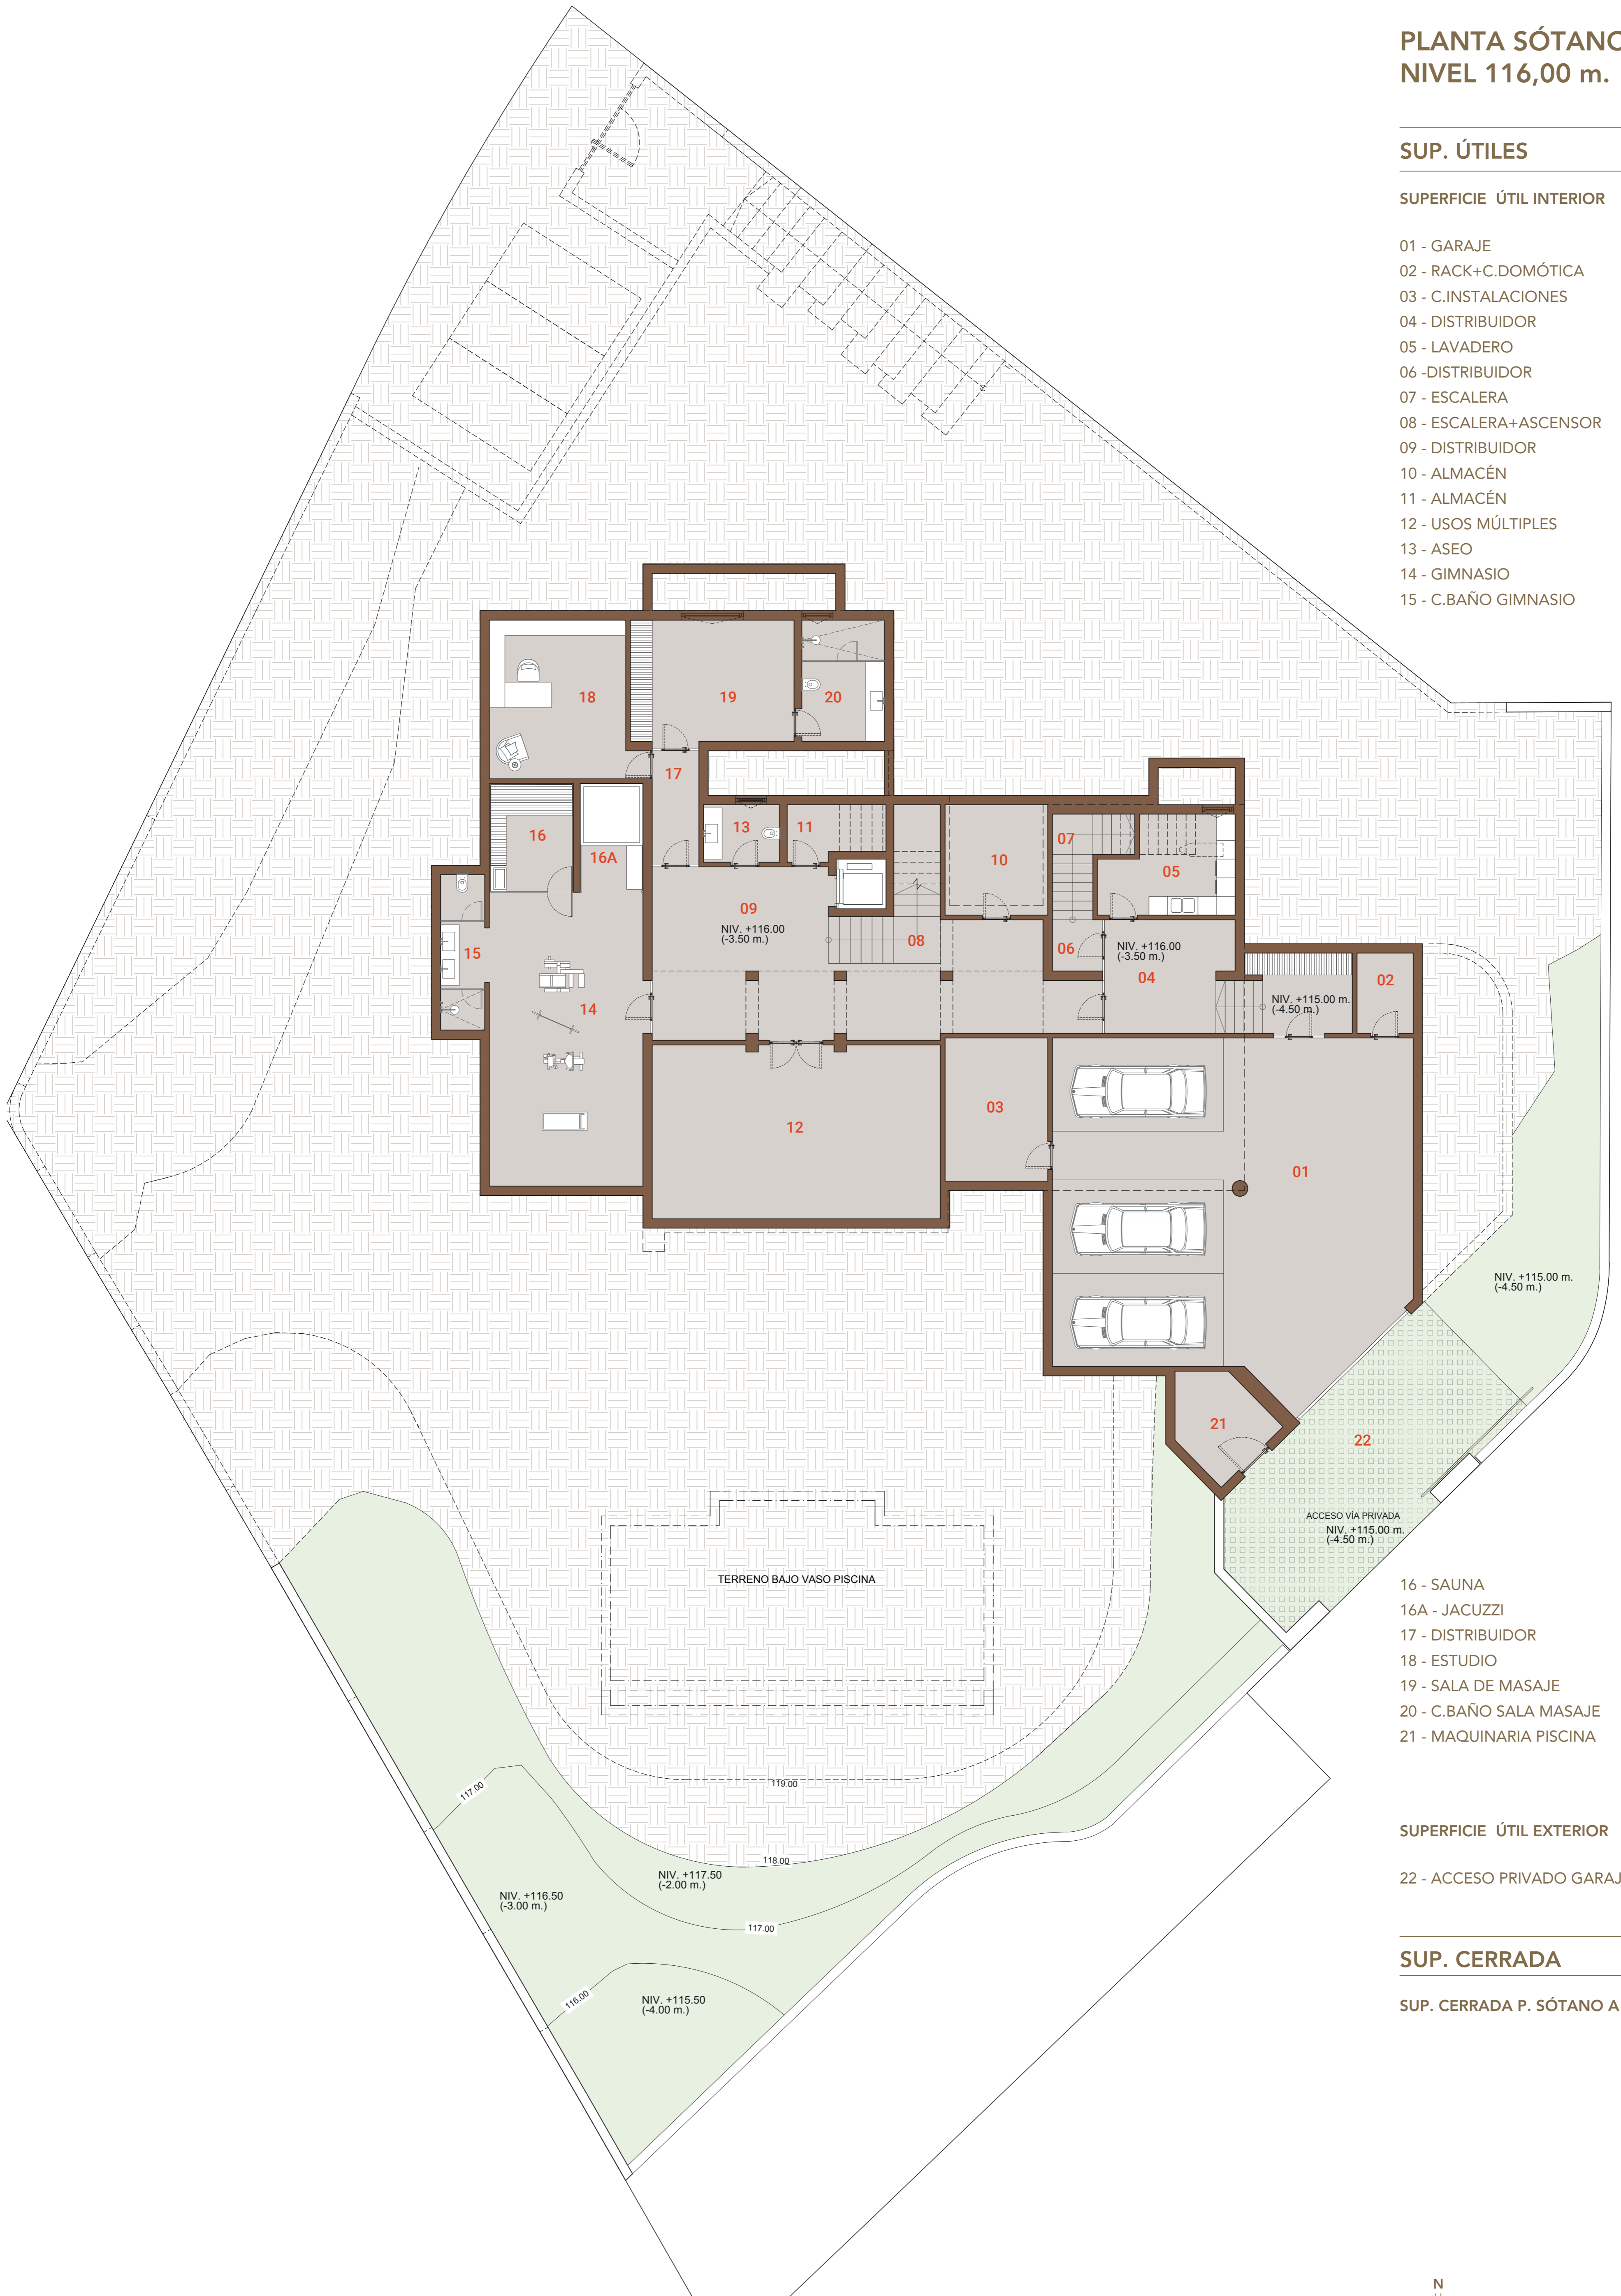 PLANTA SÓTANO
NIVEL 116,00 m.
SUP. ÚTILES
SUPERFICIE ÚTIL INTERIOR
01 - GARAJE
02 - RACK+C.DOMÓTICA
03 - C.INSTALACIONES
04 - DISTRIBUIDOR
05 - LAVADERO
06 -DISTRIBUIDOR
07 - ESCALERA
08 - ESCALERA+ASCENSOR
09 - DISTRIBUIDOR
10 - ALMACÉN
11 - ALMACÉN
12 - USOS MÚLTIPLES
13 - ASEO
14 - GIMNASIO
15 - C.BAÑO GIMNASIO
18
19
20
17
16
16A
13
11
10
07
05
09
NIV. +116.00
(-3.50 m.)
08
06
NIV. +116.00
(-3.50 m.)
04
15
14
02
NIV. +115.00 m.
(-4.50 m.)
03
12
01
NIV. +115.00 m.
(-4.50 m.)
21
22
ACCESO VÍA PRIVADA
NIV. +115.00 m.
(-4.50 m.)
TERRENO BAJO VASO PISCINA
16 - SAUNA
16A - JACUZZI
17 - DISTRIBUIDOR
18 - ESTUDIO
19 - SALA DE MASAJE
20 - C.BAÑO SALA MASAJE
21 - MAQUINARIA PISCINA
117.00
119.00
118.00
NIV. +117.50
(-2.00 m.)
NIV. +116.50
(-3.00 m.)
117.00
116.00
NIV. +115.50
(-4.00 m.)
SUPERFICIE ÚTIL EXTERIOR
22 - ACCESO PRIVADO GARAJ
SUP. CERRADA
SUP. CERRADA P. SÓTANO A
N